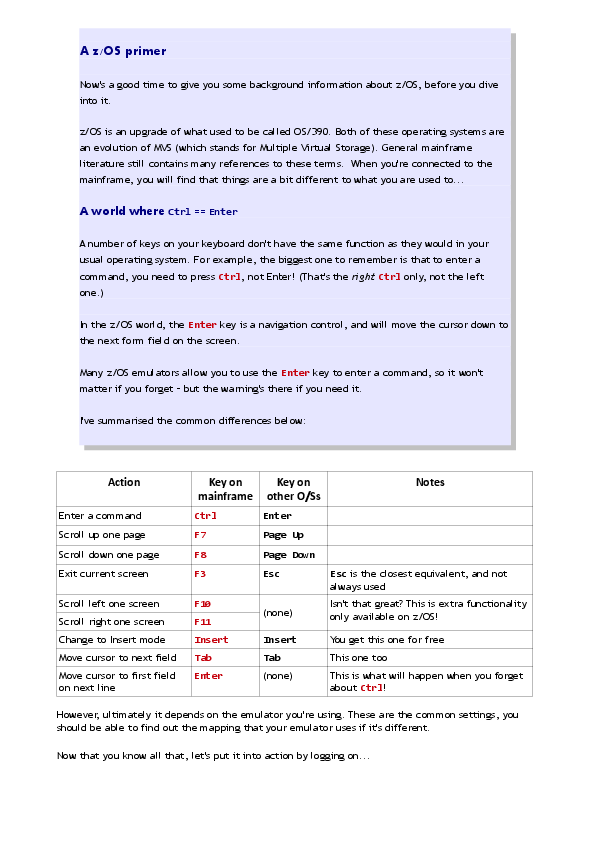 A z/OS primer
Now's a good time to give you some background information about z/OS, before you dive
into it.
z/OS is an upgrade of what used to be called OS/390. Both of these operating systems are
an evolution of MVS (which stands for Multiple Virtual Storage). General mainframe
literature still contains many references to these terms.  When you're connected to the
mainframe, you will find that things are a bit different to what you are used to...
A world where Ctrl == Enter
A number of keys on your keyboard don't have the same function as they would in your
usual operating system. For example, the biggest one to remember is that to enter a
command, you need to press Ctrl, not Enter! (That's the right Ctrl only, not the left
one.)
In the z/OS world, the Enter key is a navigation control, and will move the cursor down to
the next form field on the screen.
Many z/OS emulators allow you to use the Enter key to enter a command, so it won't
matter if you forget - but the warning's there if you need it.
I've summarised the common differences below:
Action Key on Key on Notes
mainframe other O/Ss
Enter a command Ctrl Enter
Scroll up one page F7 Page Up
Scroll down one page F8 Page Down
Exit current screen F3 Esc Esc is the closest equivalent, and not
always used
Scroll left one screen F10 (none) Isn't that great? This is extra functionality
Scroll right one screen F11 only available on z/OS!
Change to Insert mode Insert Insert You get this one for free
Move cursor to next field Tab Tab This one too
Move cursor to first field Enter (none) This is what will happen when you forget
on next line about Ctrl!
However, ultimately it depends on the emulator you're using. These are the common settings, you
should be able to find out the mapping that your emulator uses if it's different.
Now that you know all that, let's put it into action by logging on...